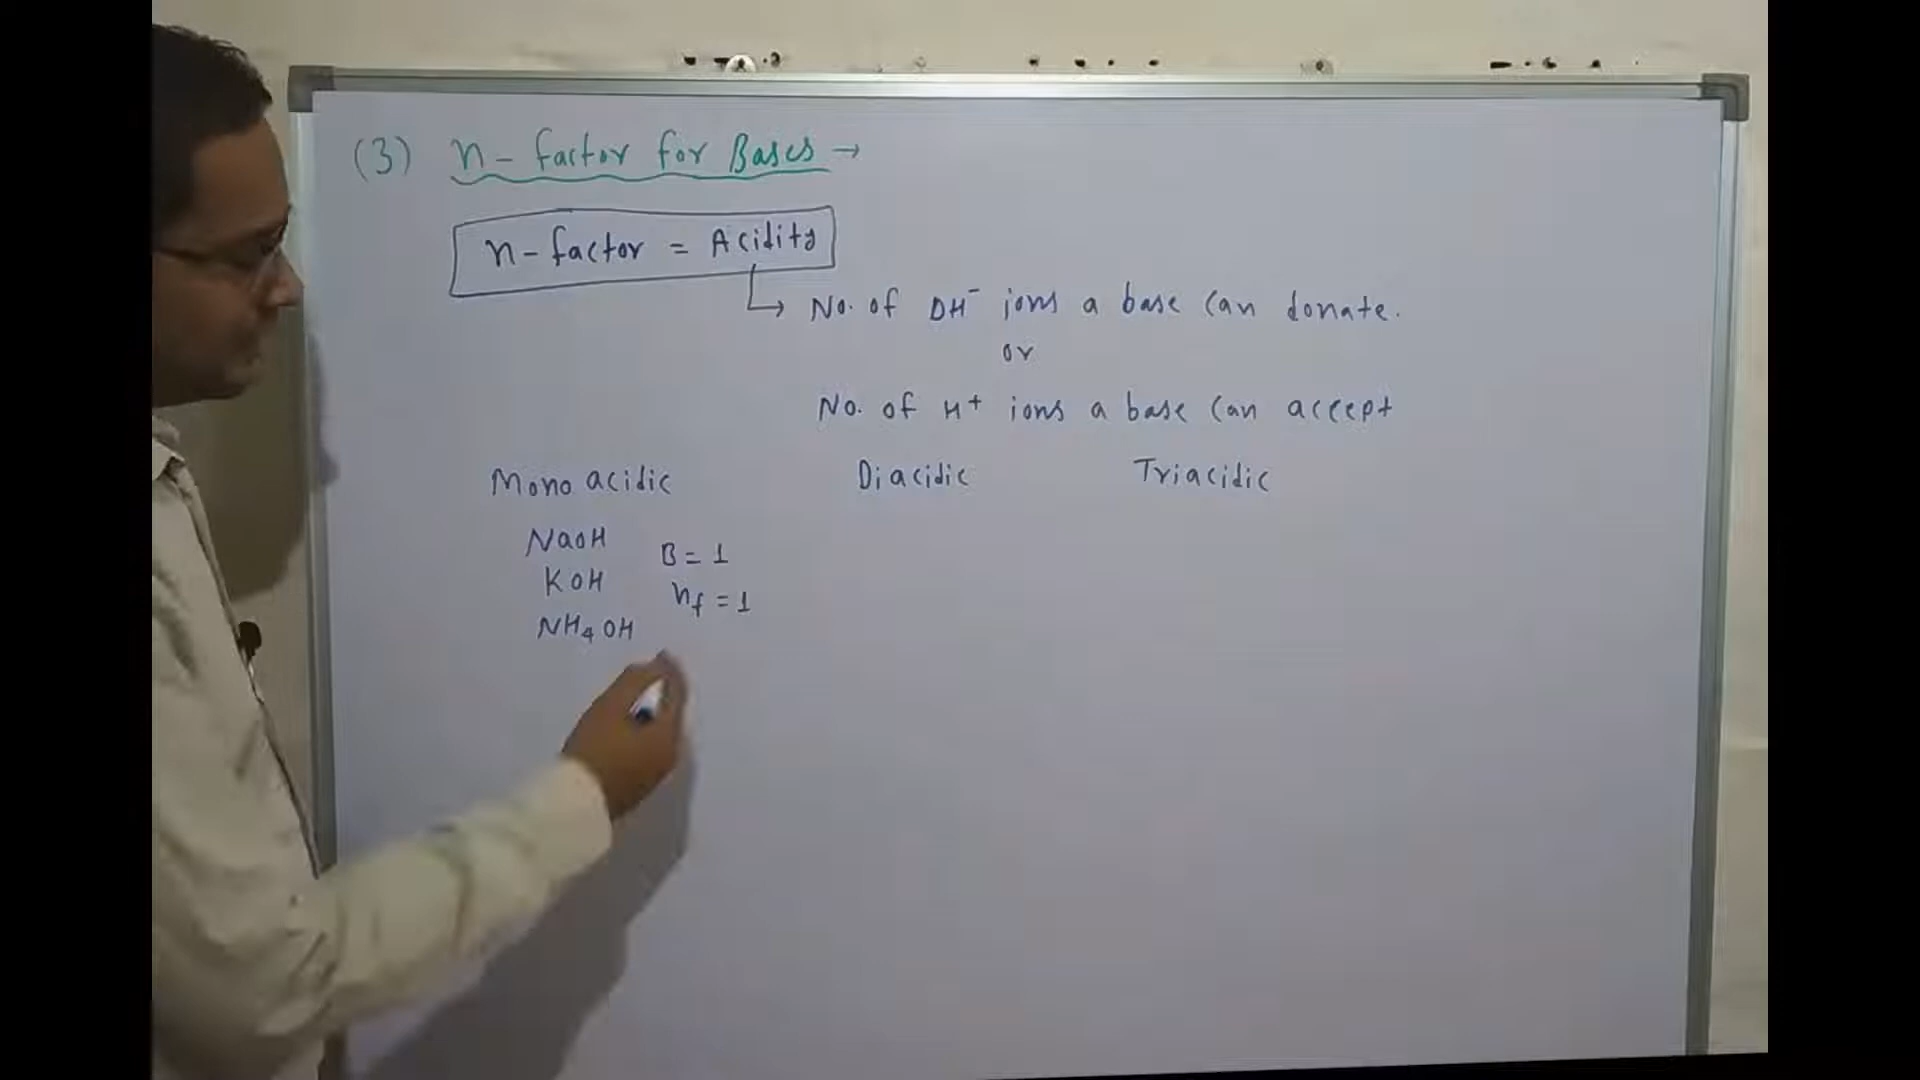 (3) n-factor for Bases →
n-factor = Acidity
↳ No. of OH⁻ ions a base can donate.
or
No. of H⁺ ions a base can accept
Mono acidic Diacidic Triacidic
NaOH B = 1
KOH nf = 1
NH₄OH